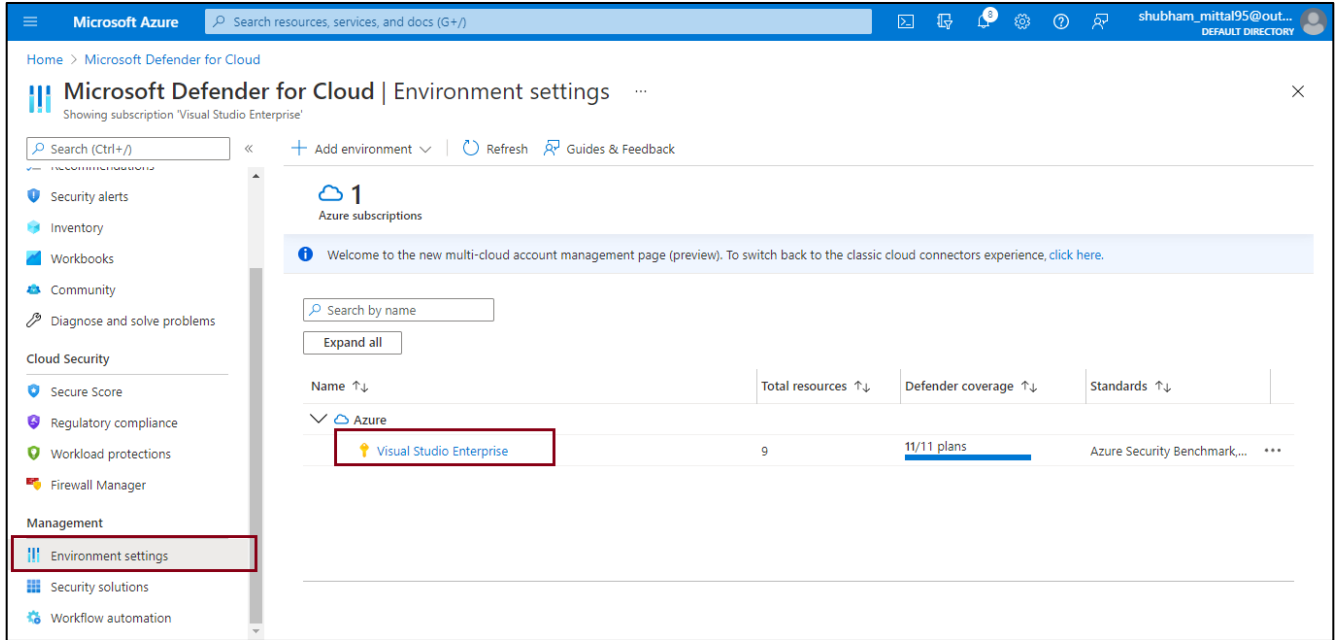 Microsoft Azure
Search resources, services, and docs (G+/)
8
shubham_mittal95@out...
DEFAULT DIRECTORY
Home > Microsoft Defender for Cloud
Microsoft Defender for Cloud | Environment settings ...
Showing subscription 'Visual Studio Enterprise'
Search (Ctrl+/)
«
Add environment
Refresh
Guides & Feedback
Recommendations
Security alerts
Inventory
Workbooks
Community
Diagnose and solve problems
Cloud Security
Secure Score
Regulatory compliance
Workload protections
Firewall Manager
Management
Environment settings
Security solutions
Workflow automation
1
Azure subscriptions
Welcome to the new multi-cloud account management page (preview). To switch back to the classic cloud connectors experience, click here.
Search by name
Expand all
Name ↑↓ Total resources ↑↓ Defender coverage ↑↓ Standards ↑↓
Azure
Visual Studio Enterprise 9 11/11 plans Azure Security Benchmark,... ...